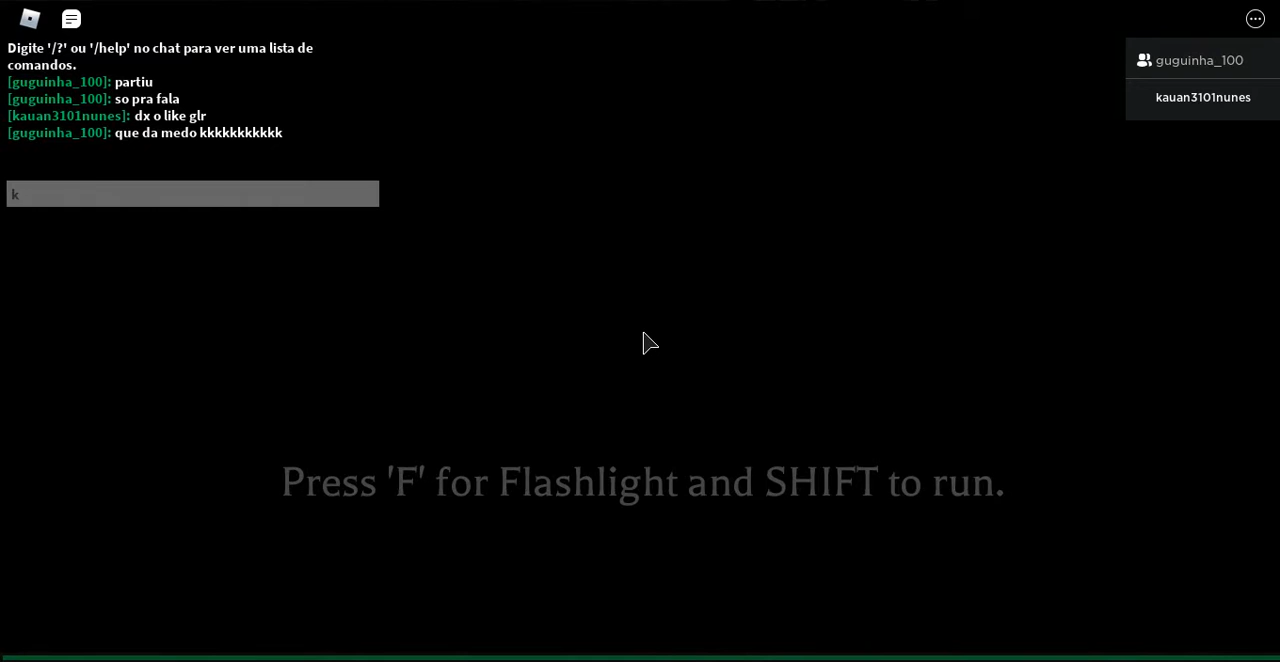 Digite '/?' ou '/help' no chat para ver uma lista de
comandos.
[guguinha_100]: partiu
[guguinha_100]: so pra fala
[kauan3101nunes]: dx o like glr
[guguinha_100]: que da medo kkkkkkkkkkk
k
guguinha_100
kauan3101nunes
Press 'F' for Flashlight and SHIFT to run.